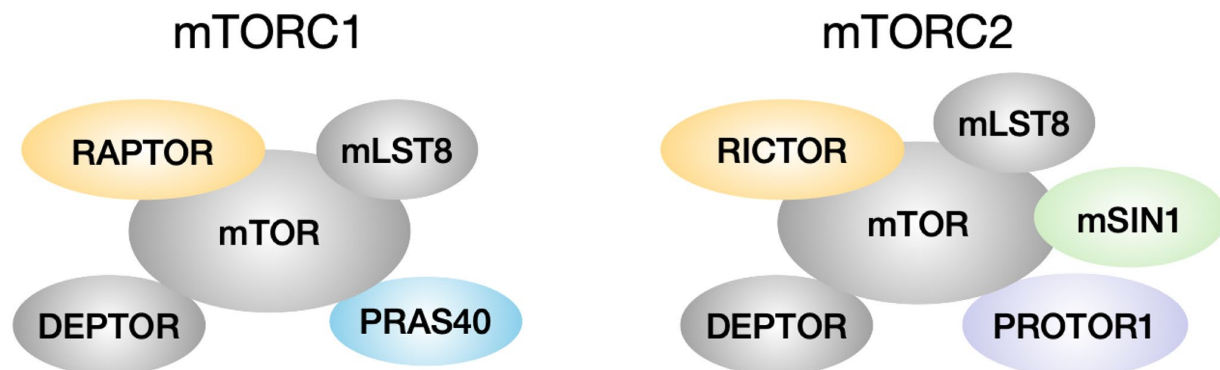 mTORC1
RAPTOR
mLST8
mTOR
DEPTOR
PRAS40
mTORC2
RICTOR
mLST8
mTOR
mSIN1
DEPTOR
PROTOR1